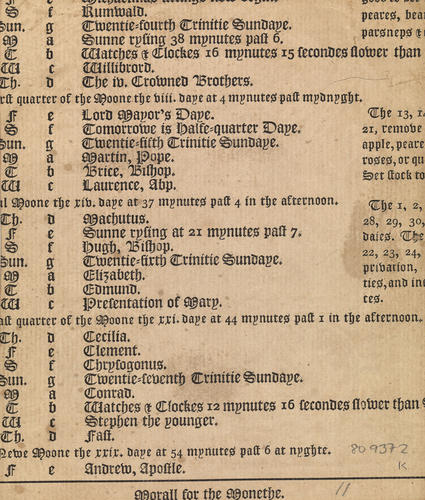 S f Rumwald. peares, bea
Sun. g Twentie-fourth Trinitie Sundaye. parsneps &
M a Sunne rysing 38 mynutes past 6.
T b Watches & Clockes 16 mynutes 15 secondes slower than
W c Willibrord.
Th. d The iv. Crowned Brothers.
rst quarter of the Moone the viii. daye at 4 mynutes past mydnyght.
F e Lord Mayor's Daye. The 13, 1
S f Tomorrowe is Halfe-quarter Daye. 21, remove
Sun. g Twentie-fifth Trinitie Sundaye. apple, peare
M a Martin, Pope. roses, or qu
T b Brice, Bishop. Set stock to
W c Laurence, Abp.
ul Moone the xiv. daye at 37 mynutes past 4 in the afternoon. The 1, 2,
Th. d Machutus. 28, 29, 30,
F e Sunne rysing at 21 mynutes past 7. daies. The
S f Hugh, Bishop. 22, 23, 24,
Sun. g Twentie-sixth Trinitie Sundaye. privation,
M a Elizabeth. ties, and ini
T b Edmund. tes.
W c Presentation of Mary.
ast quarter of the Moone the xxi. daye at 44 mynutes past 1 in the afternoon.
Th. d Cecilia.
F e Clement.
S f Chrysogonus.
Sun. g Twentie-seventh Trinitie Sundaye.
M a Conrad.
T b Watches & Clockes 12 mynutes 16 secondes slower than
W c Stephen the younger.
Th. d Fast.
Newe Moone the xxix. daye at 54 mynutes past 6 at nyghte. 809372
F e Andrew, Apostle. K
Morall for the Monethe. 11